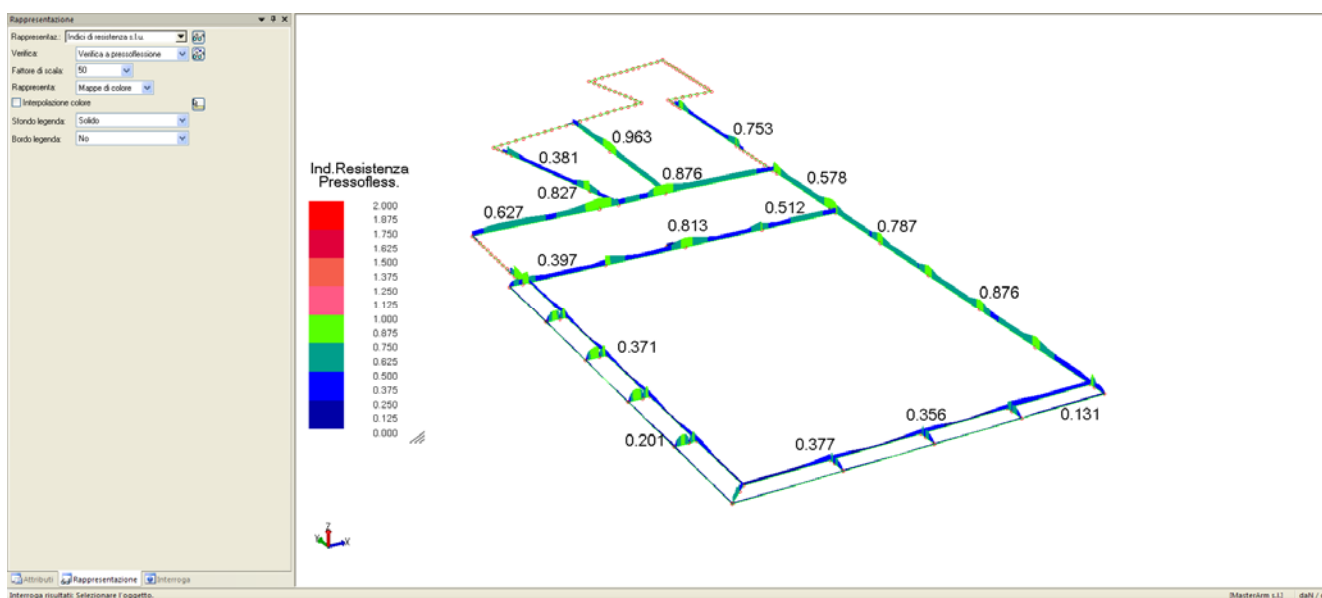 Rappresentazione
Rappresentaz.: Indici di resistenza s.l.u.
Verifica: Verifica a pressoflessione
Fattore di scala: 50
Rappresenta: Mappe di colore
Interpolazione colore
Sfondo legenda: Solido
Bordo legenda: No
Ind.Resistenza
Pressofless.
2.000
1.875
1.750
1.625
1.500
1.375
1.250
1.125
1.000
0.875
0.750
0.625
0.500
0.375
0.250
0.125
0.000
0.963
0.753
0.381
0.876
0.578
0.827
0.627
0.512
0.787
0.813
0.397
0.876
0.371
0.131
0.356
0.201
0.377
Z
Y
X
Attributi Rappresentazione Interroga
Interroga risultati: Selezionare l'oggetto.
[MasterArm s.l.] daN /